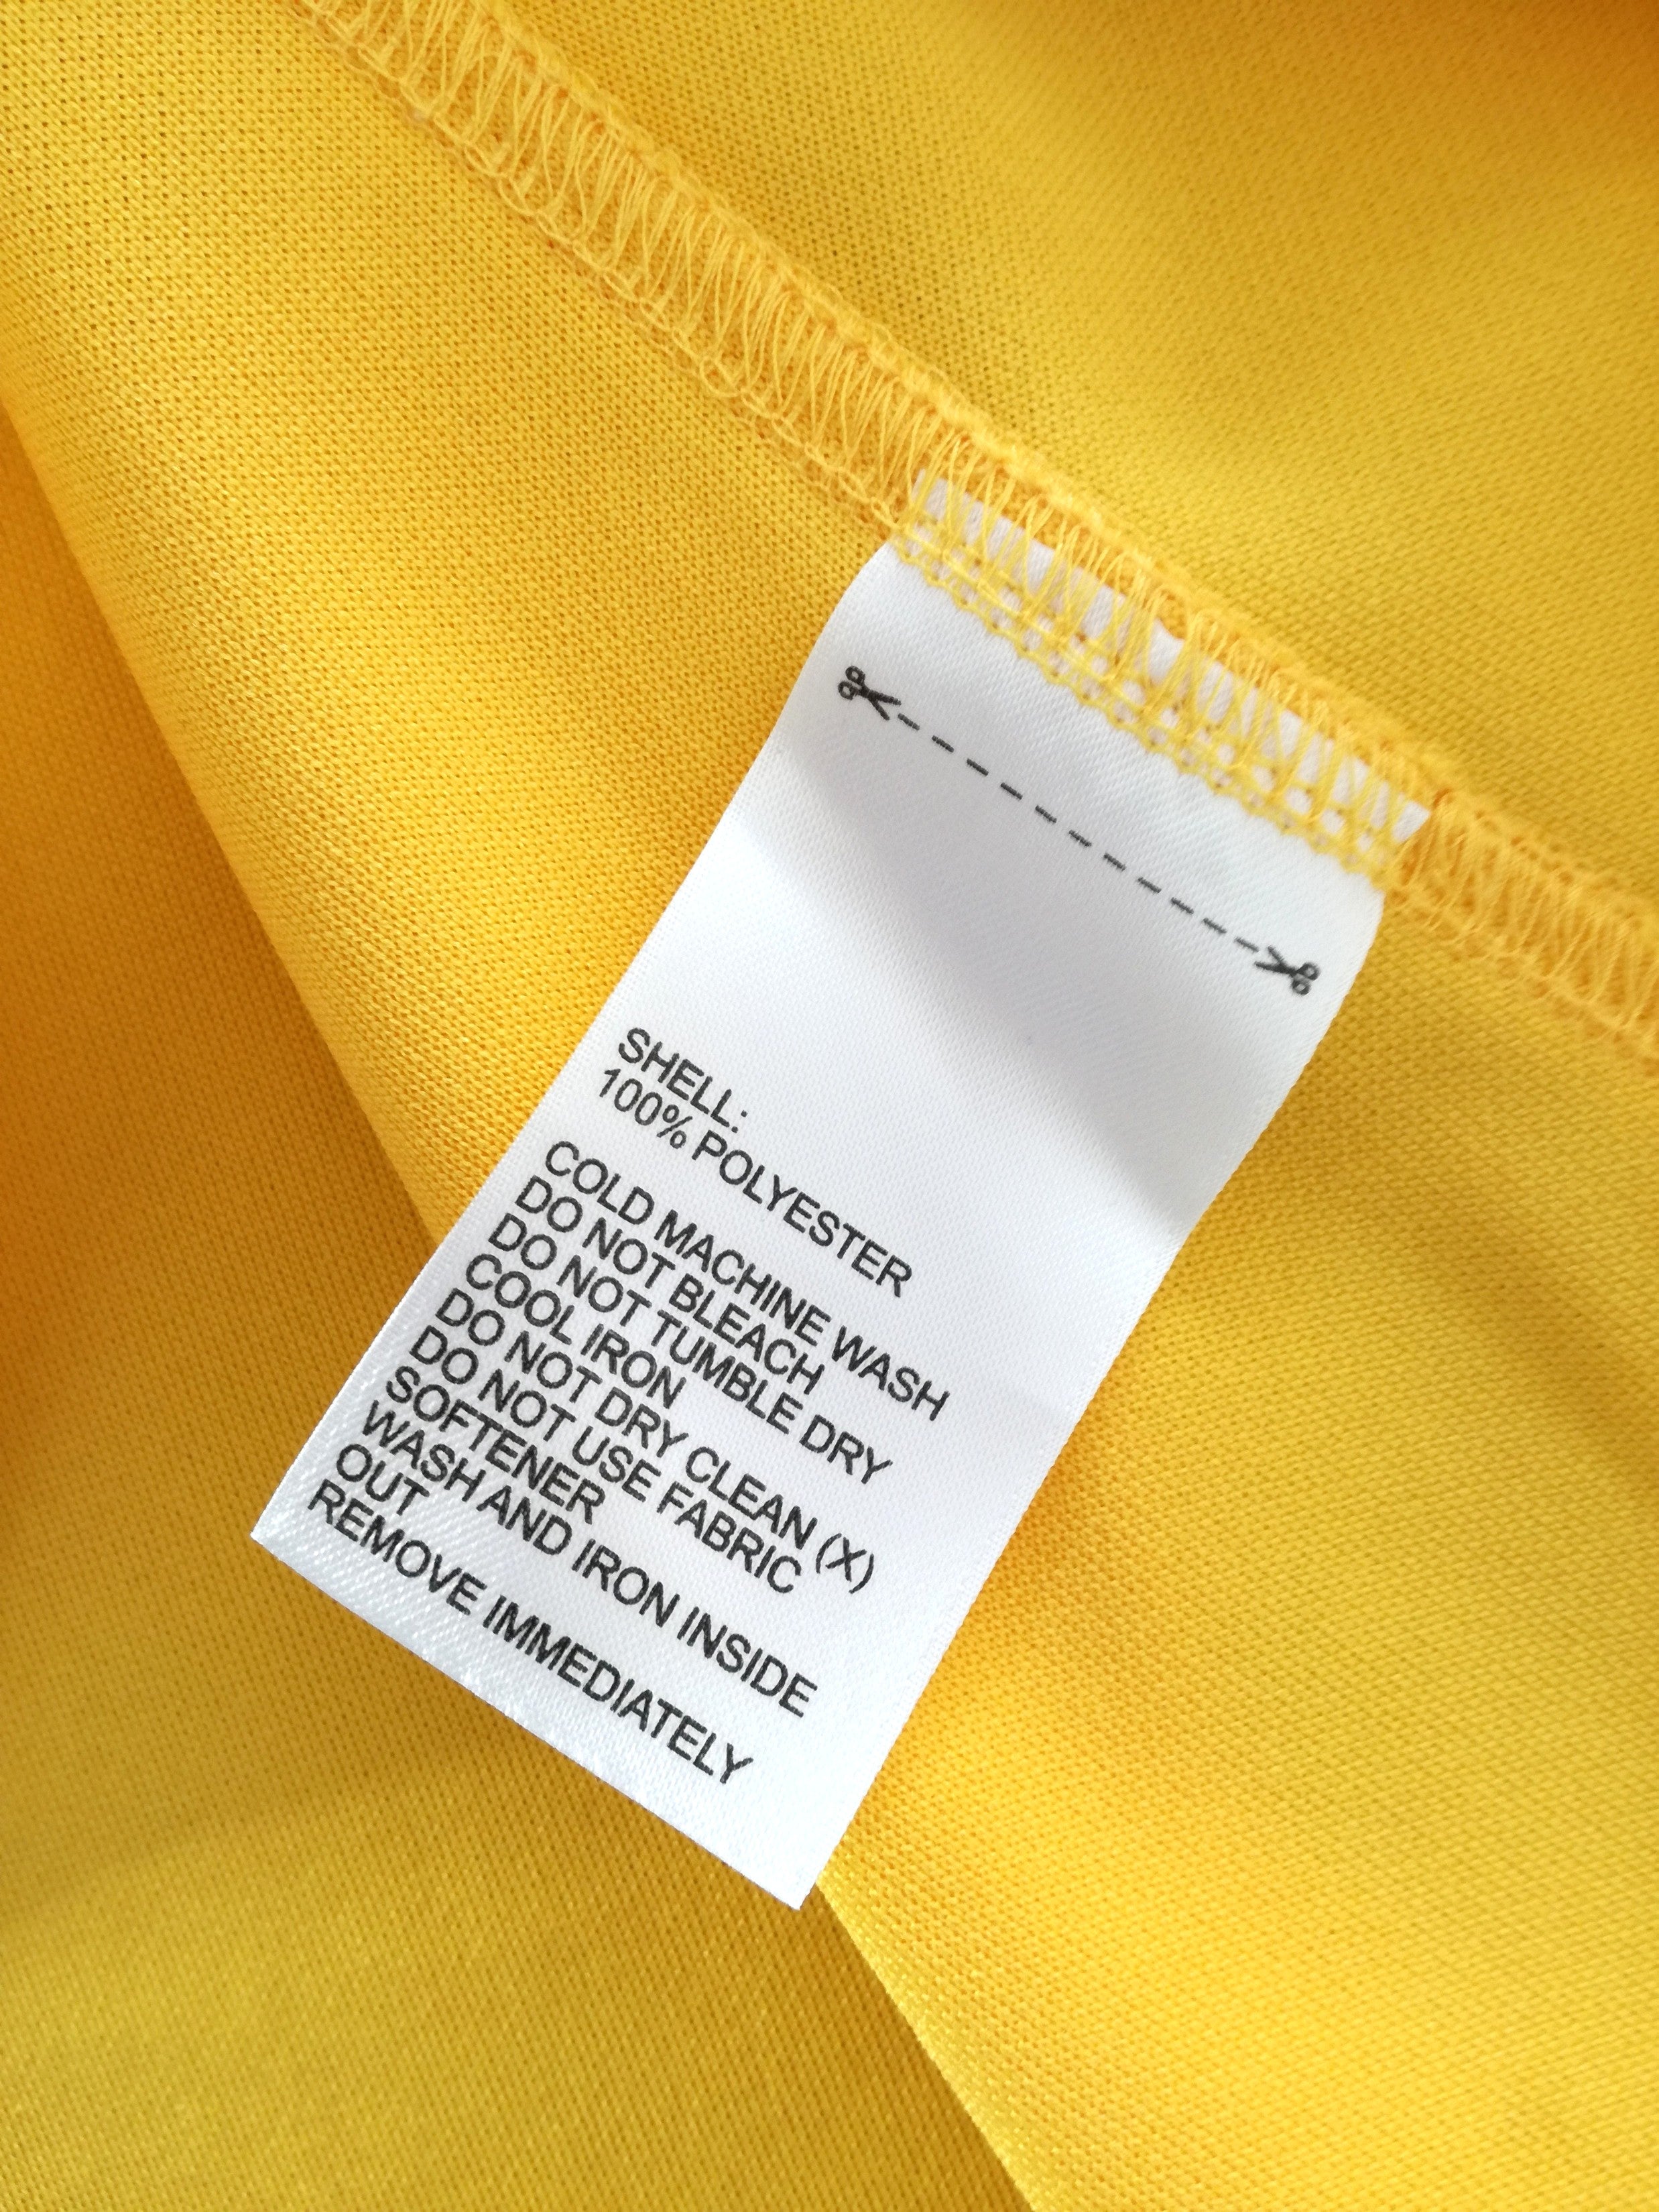 SHELL:
100% POLYESTER
COLD MACHINE WASH
DO NOT BLEACH
DO NOT TUMBLE DRY
COOL IRON
DO NOT DRY CLEAN (X)
DO NOT USE FABRIC
SOFTENER
WASH AND IRON INSIDE
OUT
REMOVE IMMEDIATELY